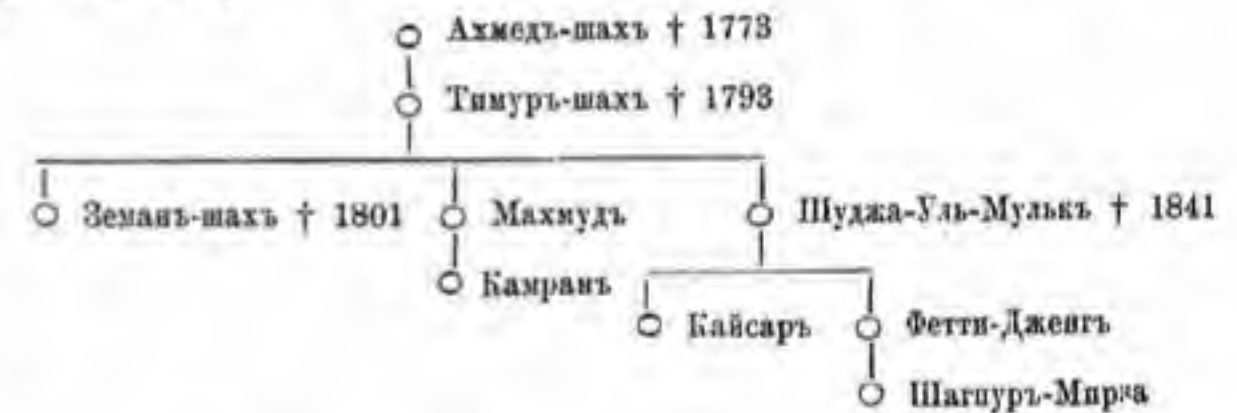 Ахмедъ-шахъ † 1773
Тимуръ-шахъ † 1793
Земанъ-шахъ † 1801 Махмудъ Шуджа-Уль-Мулькъ † 1841
Камранъ
Кайсаръ Фетти-Дженгъ
Шагпуръ-Мирза